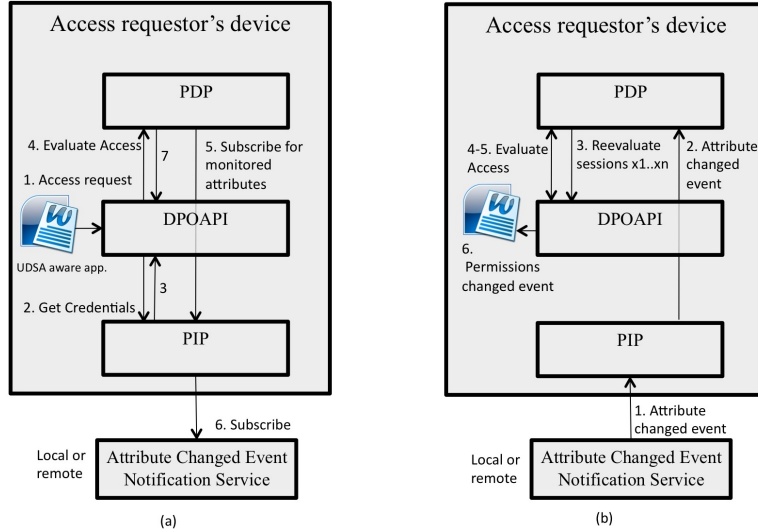 Access requestor's device
PDP
4. Evaluate Access
7
5. Subscribe for
monitored
attributes
1. Access request
W
DPOAPI
UDSA aware app.
3
2. Get Credentials
PIP
6. Subscribe
Local or
remote
Attribute Changed Event
Notification Service
(a)
Access requestor's device
PDP
4-5. Evaluate
Access
3. Reevaluate
sessions x1..xn
2. Attribute
changed
event
W
DPOAPI
6.
Permissions
changed event
PIP
1. Attribute
changed event
Local or
remote
Attribute Changed Event
Notification Service
(b)